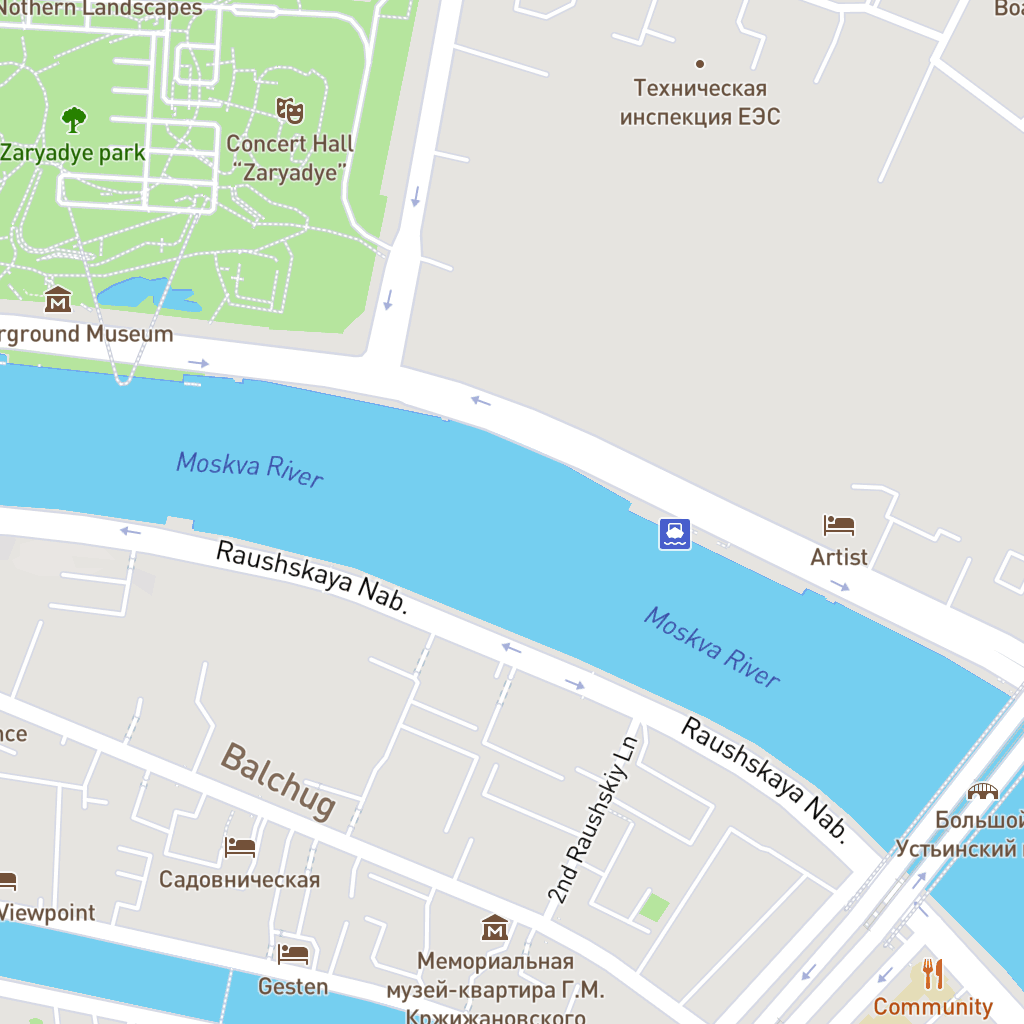 Nothern Landscapes
Техническая
инспекция ЕЭС
Concert Hall
“Zaryadye”
Zaryadye park
Museum
Moskva River
Raushskaya Nab.
Artist
Moskva River
Raushskaya Nab.
2nd Raushskiy Ln
Balchug
Большой
Устьинский
Садовническая
Viewpoint
Gesten
Мемориальная
музей-квартира Г.М.
Кржижановского
Community